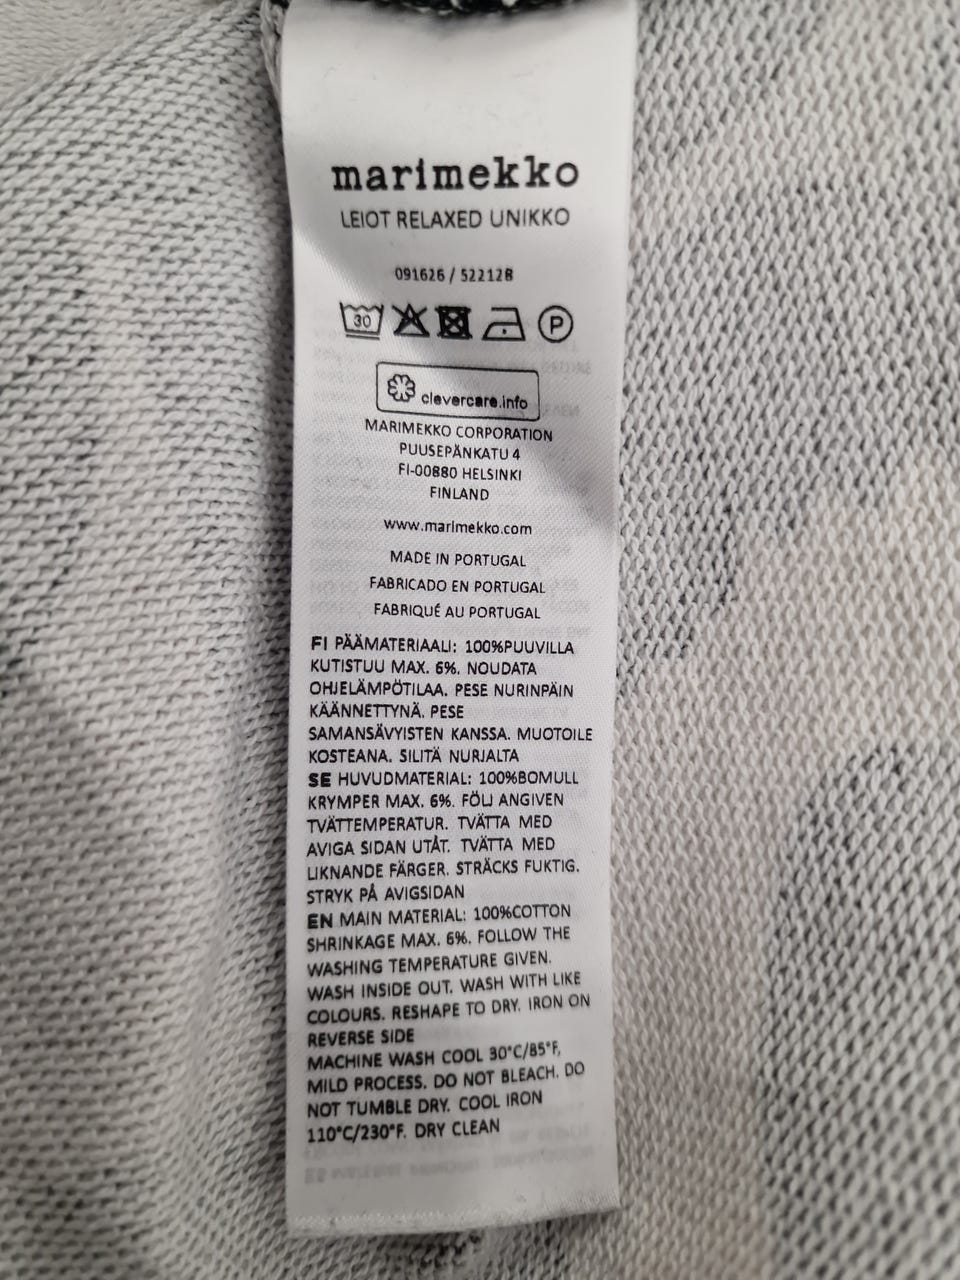 marimekko
LEIOT RELAXED UNIKKO
091626 / 522128
30
P
clevercare.info
MARIMEKKO CORPORATION
PUUSEPÄNKATU 4
FI-00880 HELSINKI
FINLAND
www.marimekko.com
MADE IN PORTUGAL
FABRICADO EN PORTUGAL
FABRIQUÉ AU PORTUGAL
FI PÄÄMATERIAALI: 100%PUUVILLA
KUTISTUU MAX. 6%. NOUDATA
OHJELÄMPÖTILAA. PESE NURINPÄIN
KÄÄNNETTYNÄ. PESE
SAMANSÄVYISTEN KANSSA. MUOTOILE
KOSTEANA. SILITÄ NURJALTA
SE HUVUDMATERIAL: 100%BOMULL
KRYMPER MAX. 6%. FÖLJ ANGIVEN
TVÄTTEMPERATUR. TVÄTTA MED
AVIGA SIDAN UTÅT. TVÄTTA MED
LIKNANDE FÄRGER. STRÄCKS FUKTIG.
STRYK PÅ AVIGSIDAN
EN MAIN MATERIAL: 100%COTTON
SHRINKAGE MAX. 6%. FOLLOW THE
WASHING TEMPERATURE GIVEN.
WASH INSIDE OUT. WASH WITH LIKE
COLOURS. RESHAPE TO DRY. IRON ON
REVERSE SIDE
MACHINE WASH COOL 30°C/85°F,
MILD PROCESS. DO NOT BLEACH. DO
NOT TUMBLE DRY. COOL IRON
110°C/230°F. DRY CLEAN